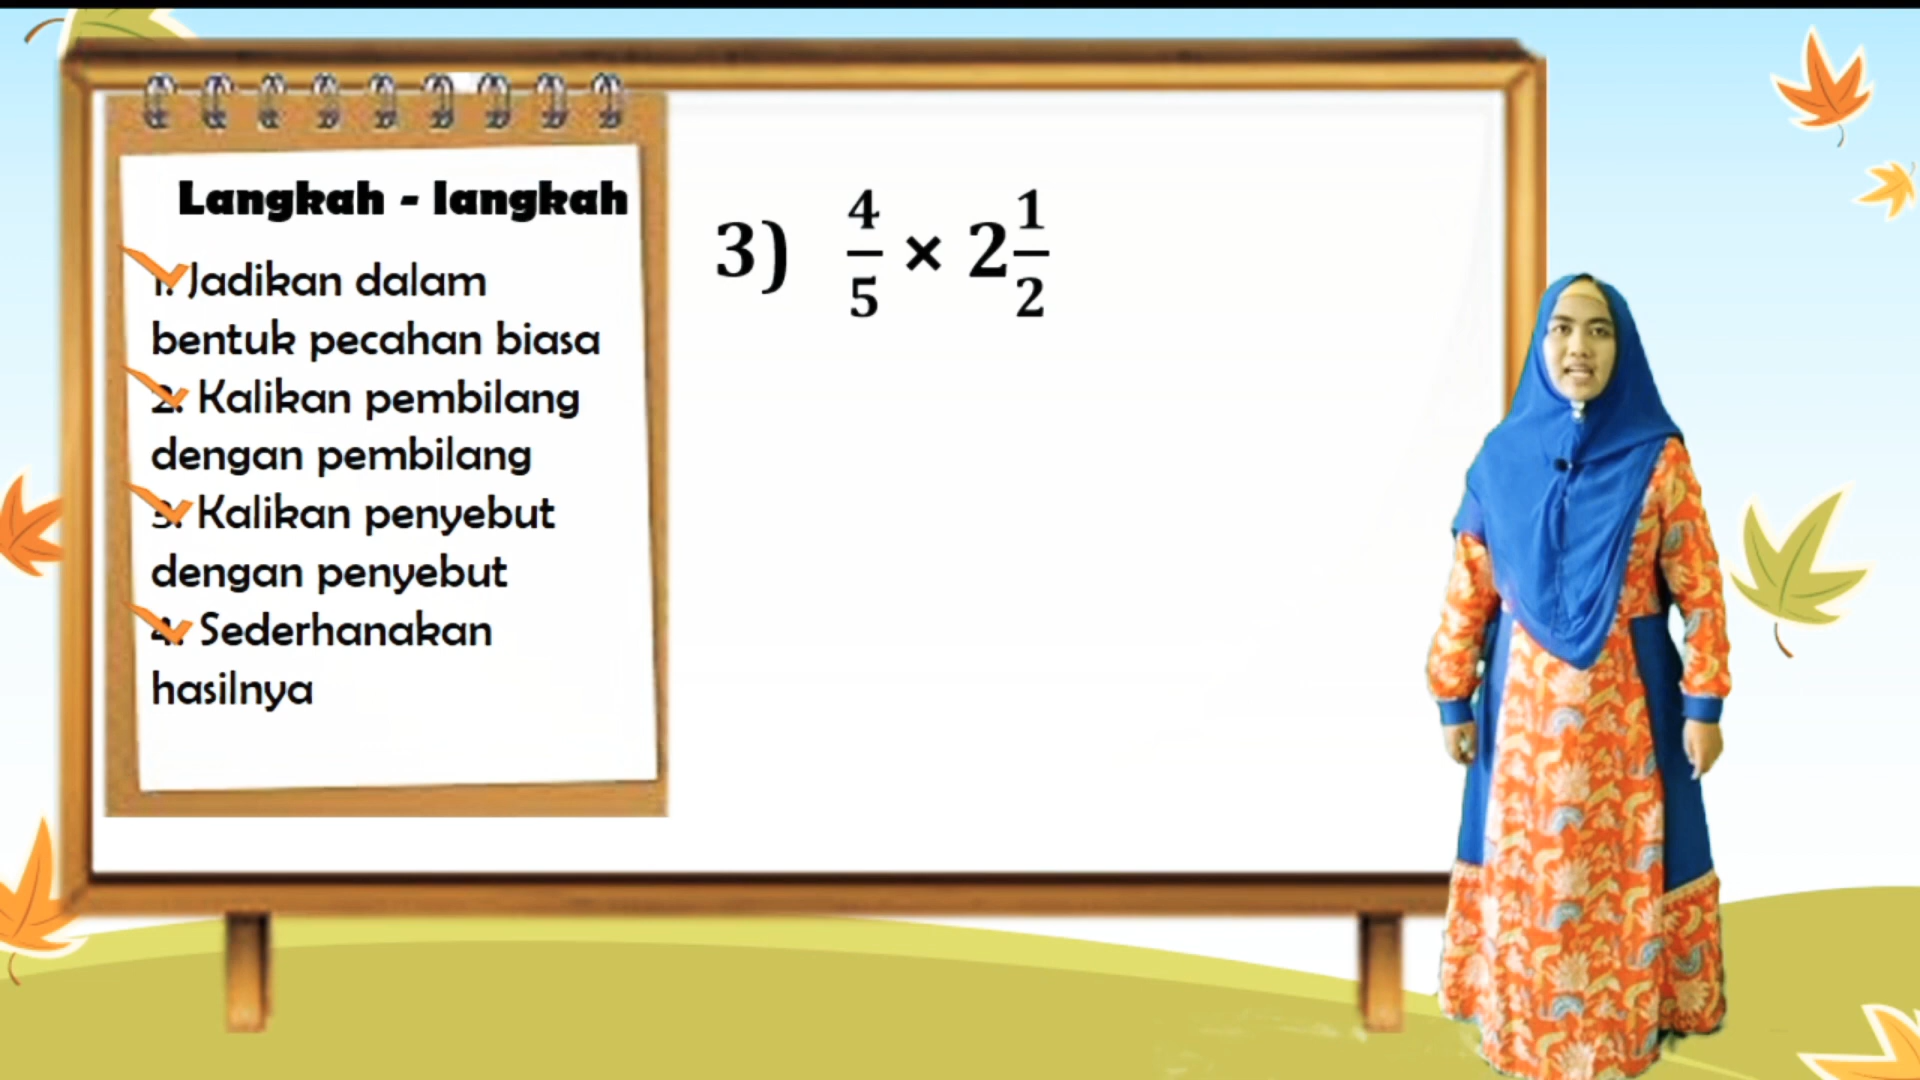 Langkah - langkah
1. Jadikan dalam
bentuk pecahan biasa
2. Kalikan pembilang
dengan pembilang
3. Kalikan penyebut
dengan penyebut
4. Sederhanakan
hasilnya
3) 4/5 × 2 1/2